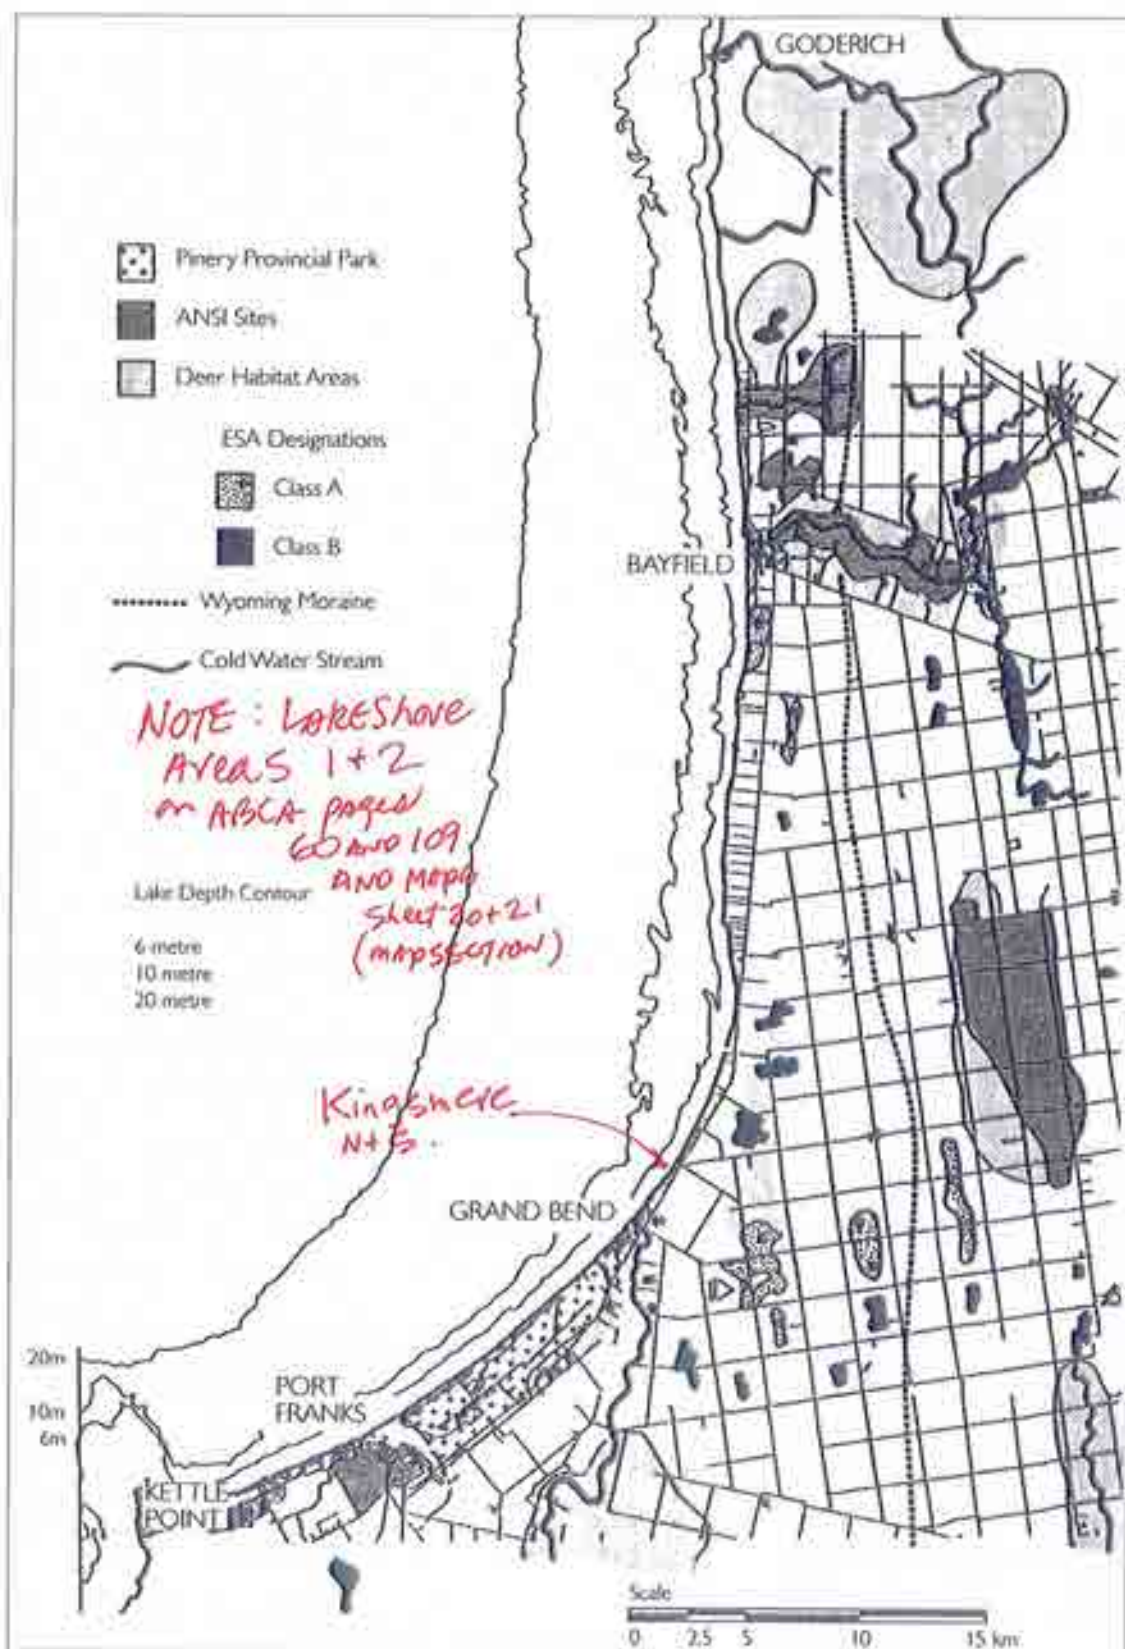 GODERICH
Pinery Provincial Park
ANSI Sites
Deer Habitat Areas
ESA Designations
Class A
Class B
Wyoming Moraine
Cold Water Stream
BAYFIELD
NOTE : LAKEShore
Areas 1+2
on ABCA pages
60 AND 109
AND MAPS
Sheet 20+21
(MAPSSECTION)
Lake Depth Contour
6 metre
10 metre
20 metre
Kingsmere
N+S.
GRAND BEND
20m
10m
6m
PORT
FRANKS
KETTLE
POINT
Scale
0 2.5 5 10 15 km